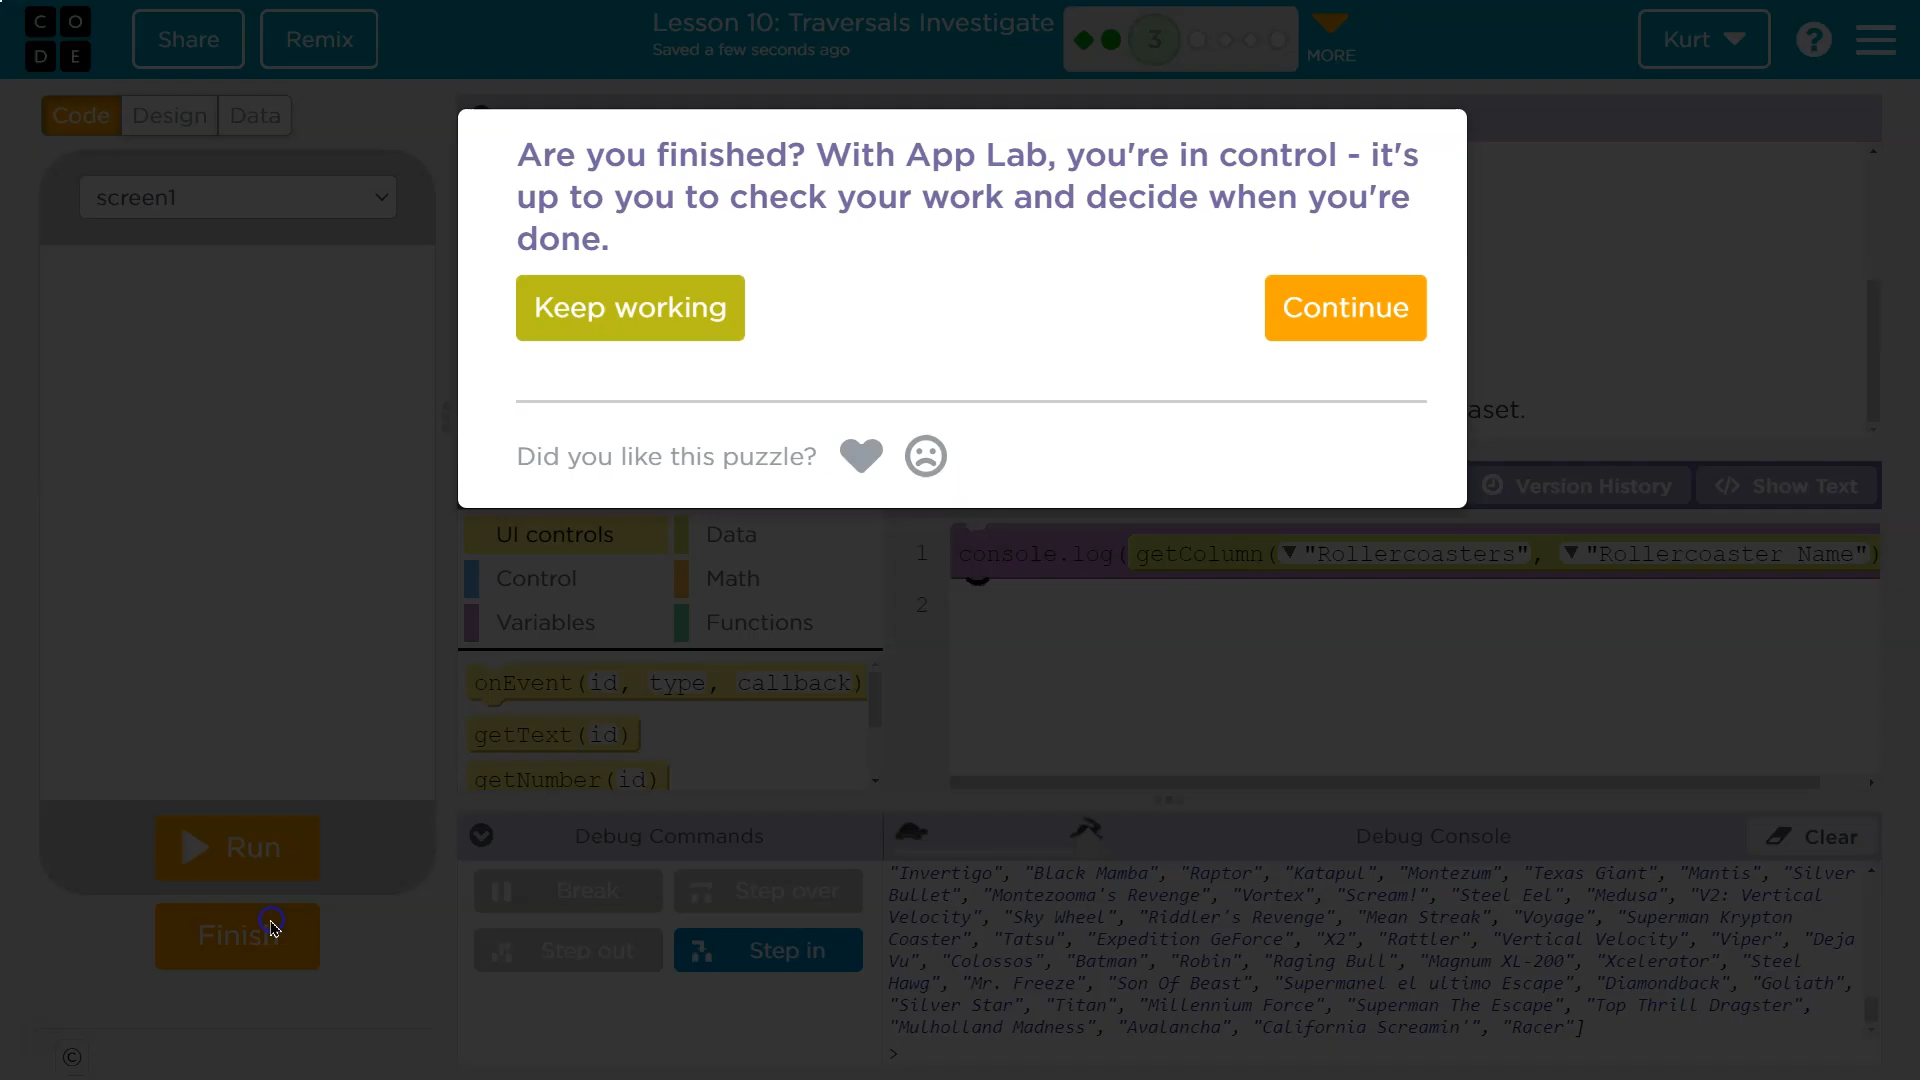 C O
D E
Share
Remix
Lesson 10: Traversals Investigate
Saved a few seconds ago
3
MORE
Kurt
?
Code
Design
Data
screen1
Are you finished? With App Lab, you're in control - it's
up to you to check your work and decide when you're
done.
Keep working
Continue
Did you like this puzzle?
aset.
Version History
</> Show Text
UI controls
Data
Control
Math
Variables
Functions
onEvent(id, type, callback)
getText(id)
getNumber(id)
1 console.log(getColumn("Rollercoasters", "Rollercoaster Name")
2
Run
Finish
Debug Commands
Break
Step over
Step out
Step in
Debug Console
Clear
"Invertigo", "Black Mamba", "Raptor", "Katapul", "Montezum", "Texas Giant", "Mantis", "Silver
Bullet", "Montezooma's Revenge", "Vortex", "Scream!", "Steel Eel", "Medusa", "V2: Vertical
Velocity", "Sky Wheel", "Riddler's Revenge", "Mean Streak", "Voyage", "Superman Krypton
Coaster", "Tatsu", "Expedition GeForce", "X2", "Rattler", "Vertical Velocity", "Viper", "Deja
Vu", "Colossos", "Batman", "Robin", "Raging Bull", "Magnum XL-200", "Xcelerator", "Steel
Hawg", "Mr. Freeze", "Son Of Beast", "Supermanel el ultimo Escape", "Diamondback", "Goliath",
"Silver Star", "Titan", "Millennium Force", "Superman The Escape", "Top Thrill Dragster",
"Mulholland Madness", "Avalancha", "California Screamin'", "Racer"]
>
©